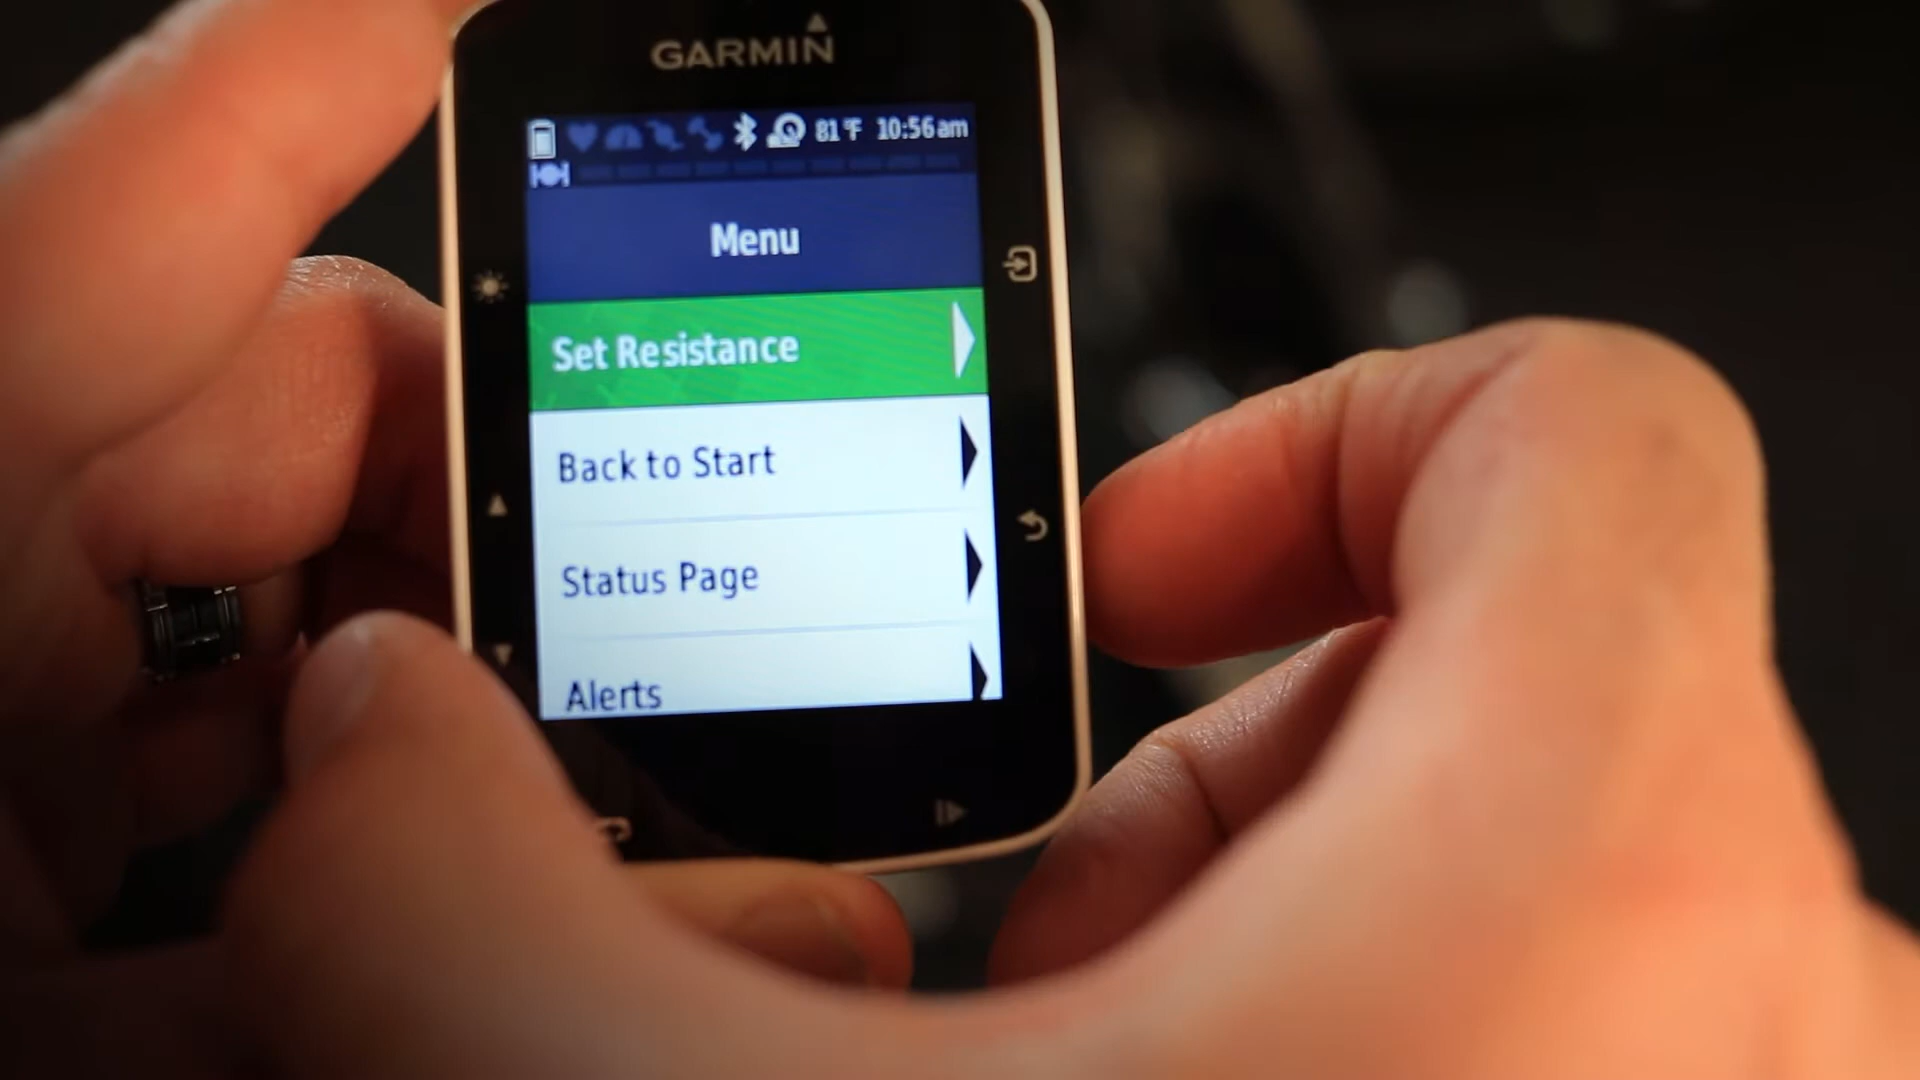 GARMIN
81°F 10:56am
Menu
Set Resistance
Back to Start
Status Page
Alerts